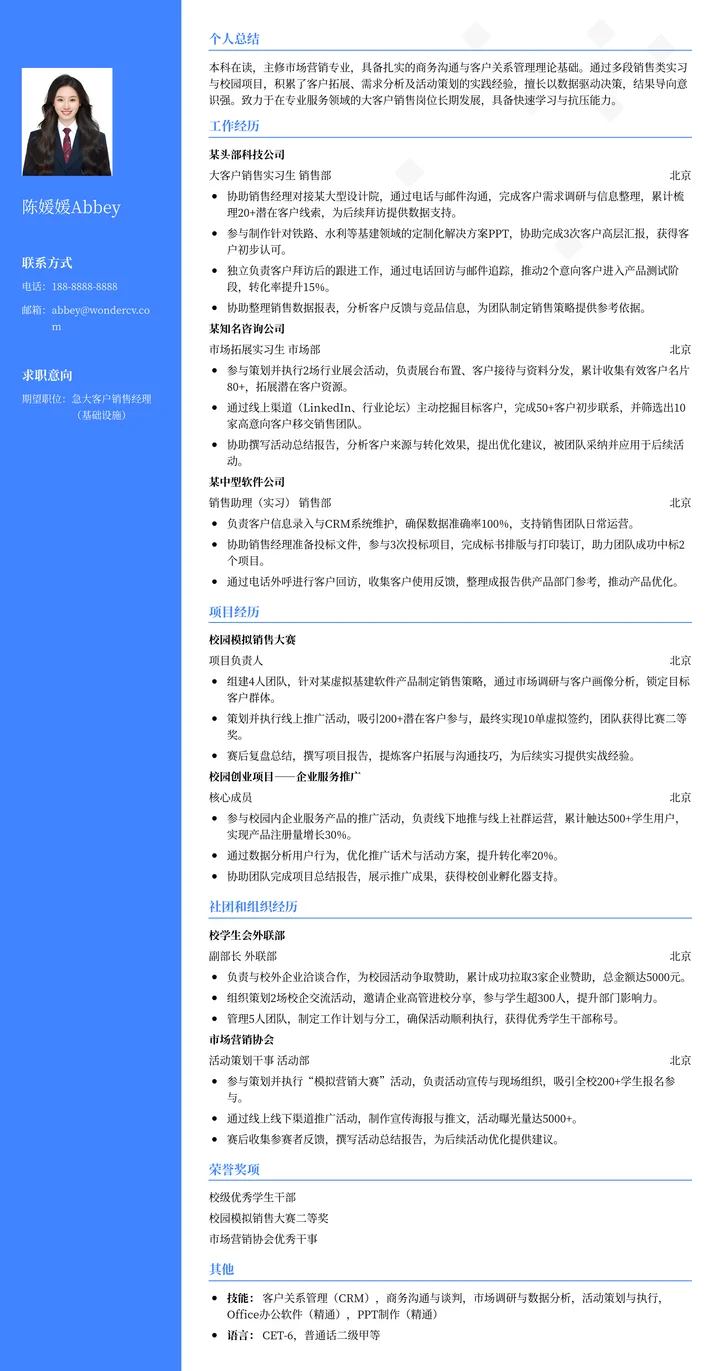 陈媛媛Abbey
联系方式
电话：188-8888-8888
邮箱：abbey@wondercv.co
m
求职意向
期望职位：急大客户销售经理
（基础设施）
个人总结
本科在读，主修市场营销专业，具备扎实的商务沟通与客户关系管理理论基础。通过多段销售类实习
与校园项目，积累了客户拓展、需求分析及活动策划的实践经验，擅长以数据驱动决策，结果导向意
识强。致力于在专业服务领域的大客户销售岗位长期发展，具备快速学习与抗压能力。
工作经历
某头部科技公司
大客户销售实习生 销售部 北京
• 协助销售经理对接某大型设计院，通过电话与邮件沟通，完成客户需求调研与信息整理，累计梳
理20+潜在客户线索，为后续拜访提供数据支持。
• 参与制作针对铁路、水利等基建领域的定制化解决方案PPT，协助完成3次客户高层汇报，获得客
户初步认可。
• 独立负责客户拜访后的跟进工作，通过电话回访与邮件追踪，推动2个意向客户进入产品测试阶
段，转化率提升15%。
• 协助整理销售数据报表，分析客户反馈与竞品信息，为团队制定销售策略提供参考依据。
某知名咨询公司
市场拓展实习生 市场部 北京
• 参与策划并执行2场行业展会活动，负责展台布置、客户接待与资料分发，累计收集有效客户名片
80+，拓展潜在客户资源。
• 通过线上渠道（LinkedIn、行业论坛）主动挖掘目标客户，完成50+客户初步联系，并筛选出10
家高意向客户移交销售团队。
• 协助撰写活动总结报告，分析客户来源与转化效果，提出优化建议，被团队采纳并应用于后续活
动。
某中型软件公司
销售助理（实习） 销售部 北京
• 负责客户信息录入与CRM系统维护，确保数据准确率100%，支持销售团队日常运营。
• 协助销售经理准备投标文件，参与3次投标项目，完成标书排版与打印装订，助力团队成功中标2
个项目。
• 通过电话外呼进行客户回访，收集客户使用反馈，整理成报告供产品部门参考，推动产品优化。
项目经历
校园模拟销售大赛
项目负责人 北京
• 组建4人团队，针对某虚拟基建软件产品制定销售策略，通过市场调研与客户画像分析，锁定目标
客户群体。
• 策划并执行线上推广活动，吸引200+潜在客户参与，最终实现10单虚拟签约，团队获得比赛二等
奖。
• 赛后复盘总结，撰写项目报告，提炼客户拓展与沟通技巧，为后续实习提供实战经验。
校园创业项目——企业服务推广
核心成员 北京
• 参与校园内企业服务产品的推广活动，负责线下地推与线上社群运营，累计触达500+学生用户，
实现产品注册量增长30%。
• 通过数据分析用户行为，优化推广话术与活动方案，提升转化率20%。
• 协助团队完成项目总结报告，展示推广成果，获得校创业孵化器支持。
社团和组织经历
校学生会外联部
副部长 外联部 北京
• 负责与校外企业洽谈合作，为校园活动争取赞助，累计成功拉取3家企业赞助，总金额达5000元。
• 组织策划2场校企交流活动，邀请企业高管进校分享，参与学生超300人，提升部门影响力。
• 管理5人团队，制定工作计划与分工，确保活动顺利执行，获得优秀学生干部称号。
市场营销协会
活动策划干事 活动部 北京
• 参与策划并执行“模拟营销大赛”活动，负责活动宣传与现场组织，吸引全校200+学生报名参
与。
• 通过线上线下渠道推广活动，制作宣传海报与推文，活动曝光量达5000+。
• 赛后收集参赛者反馈，撰写活动总结报告，为后续活动优化提供建议。
荣誉奖项
校级优秀学生干部
校园模拟销售大赛二等奖
市场营销协会优秀干事
其他
• 技能： 客户关系管理（CRM），商务沟通与谈判，市场调研与数据分析，活动策划与执行，
Office办公软件（精通），PPT制作（精通）
• 语言： CET-6，普通话二级甲等